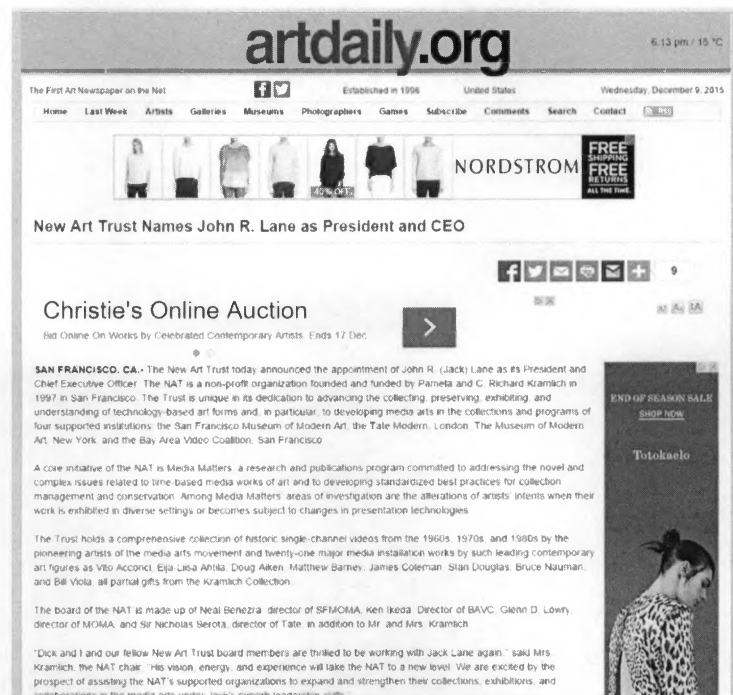 artdaily.org
6:13 pm / 15 °C
The First Art Newspaper on the Net
Established in 1996
United States
Wednesday, December 9, 2015
Home Last Week Artists Galleries Museums Photographers Games Subscribe Comments Search Contact RSS
40% OFF
NORDSTROM
FREE
SHIPPING
FREE
RETURNS
ALL THE TIME.
New Art Trust Names John R. Lane as President and CEO
9
Christie's Online Auction
Bid Online On Works by Celebrated Contemporary Artists. Ends 17 Dec.
SAN FRANCISCO, CA.- The New Art Trust today announced the appointment of John R. (Jack) Lane as its President and
Chief Executive Officer. The NAT is a non-profit organization founded and funded by Pamela and C. Richard Kramlich in
1997 in San Francisco. The Trust is unique in its dedication to advancing the collecting, preserving, exhibiting, and
understanding of technology-based art forms and, in particular, to developing media arts in the collections and programs of
four supported institutions: the San Francisco Museum of Modern Art, the Tate Modern, London, The Museum of Modern
Art, New York, and the Bay Area Video Coalition, San Francisco.
A core initiative of the NAT is Media Matters, a research and publications program committed to addressing the novel and
complex issues related to time-based media works of art and to developing standardized best practices for collection
management and conservation. Among Media Matters' areas of investigation are the alterations of artists' intents when their
work is exhibited in diverse settings or becomes subject to changes in presentation technologies.
The Trust holds a comprehensive collection of historic single-channel videos from the 1960s, 1970s, and 1980s by the
pioneering artists of the media arts movement and twenty-one major media installation works by such leading contemporary
art figures as Vito Acconci, Eija-Liisa Ahtila, Doug Aiken, Matthew Barney, James Coleman, Stan Douglas, Bruce Nauman,
and Bill Viola, all partial gifts from the Kramlich Collection.
The board of the NAT is made up of Neal Benezra, director of SFMOMA, Ken Ikeda, Director of BAVC, Glenn D. Lowry,
director of MOMA, and Sir Nicholas Serota, director of Tate, in addition to Mr. and Mrs. Kramlich.
"Dick and I and our fellow New Art Trust board members are thrilled to be working with Jack Lane again," said Mrs.
Kramlich, the NAT chair. "His vision, energy, and experience will take the NAT to a new level. We are excited by the
prospect of assisting the NAT's supported organizations to expand and strengthen their collections, exhibitions, and
END OF SEASON SALE
SHOP NOW
Totokaelo